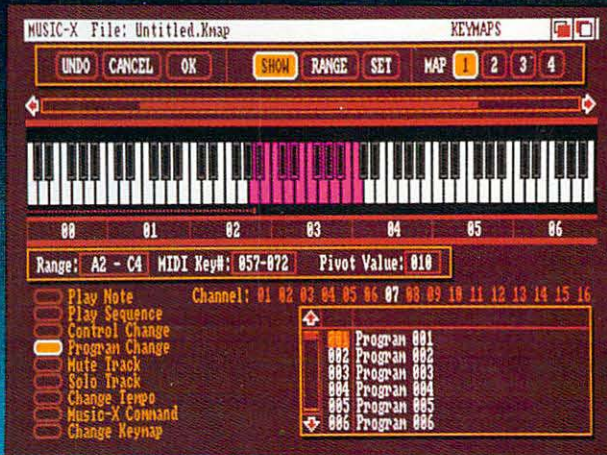 MUSIC-X File: Untitled.Kmap KEYMAPS
UNDO CANCEL OK SHOW RANGE SET MAP 1 2 3 4
00 01 02 03 04 05 06
Range: A2 - C4 MIDI Key#: 057-072 Pivot Value: 010
Play Note
Play Sequence
Control Change
Program Change
Mute Track
Solo Track
Change Tempo
Music-X Command
Change Keymap
Channel: 01 02 03 04 05 06 07 08 09 10 11 12 13 14 15 16
001 Program 001
002 Program 002
003 Program 003
004 Program 004
005 Program 005
006 Program 006